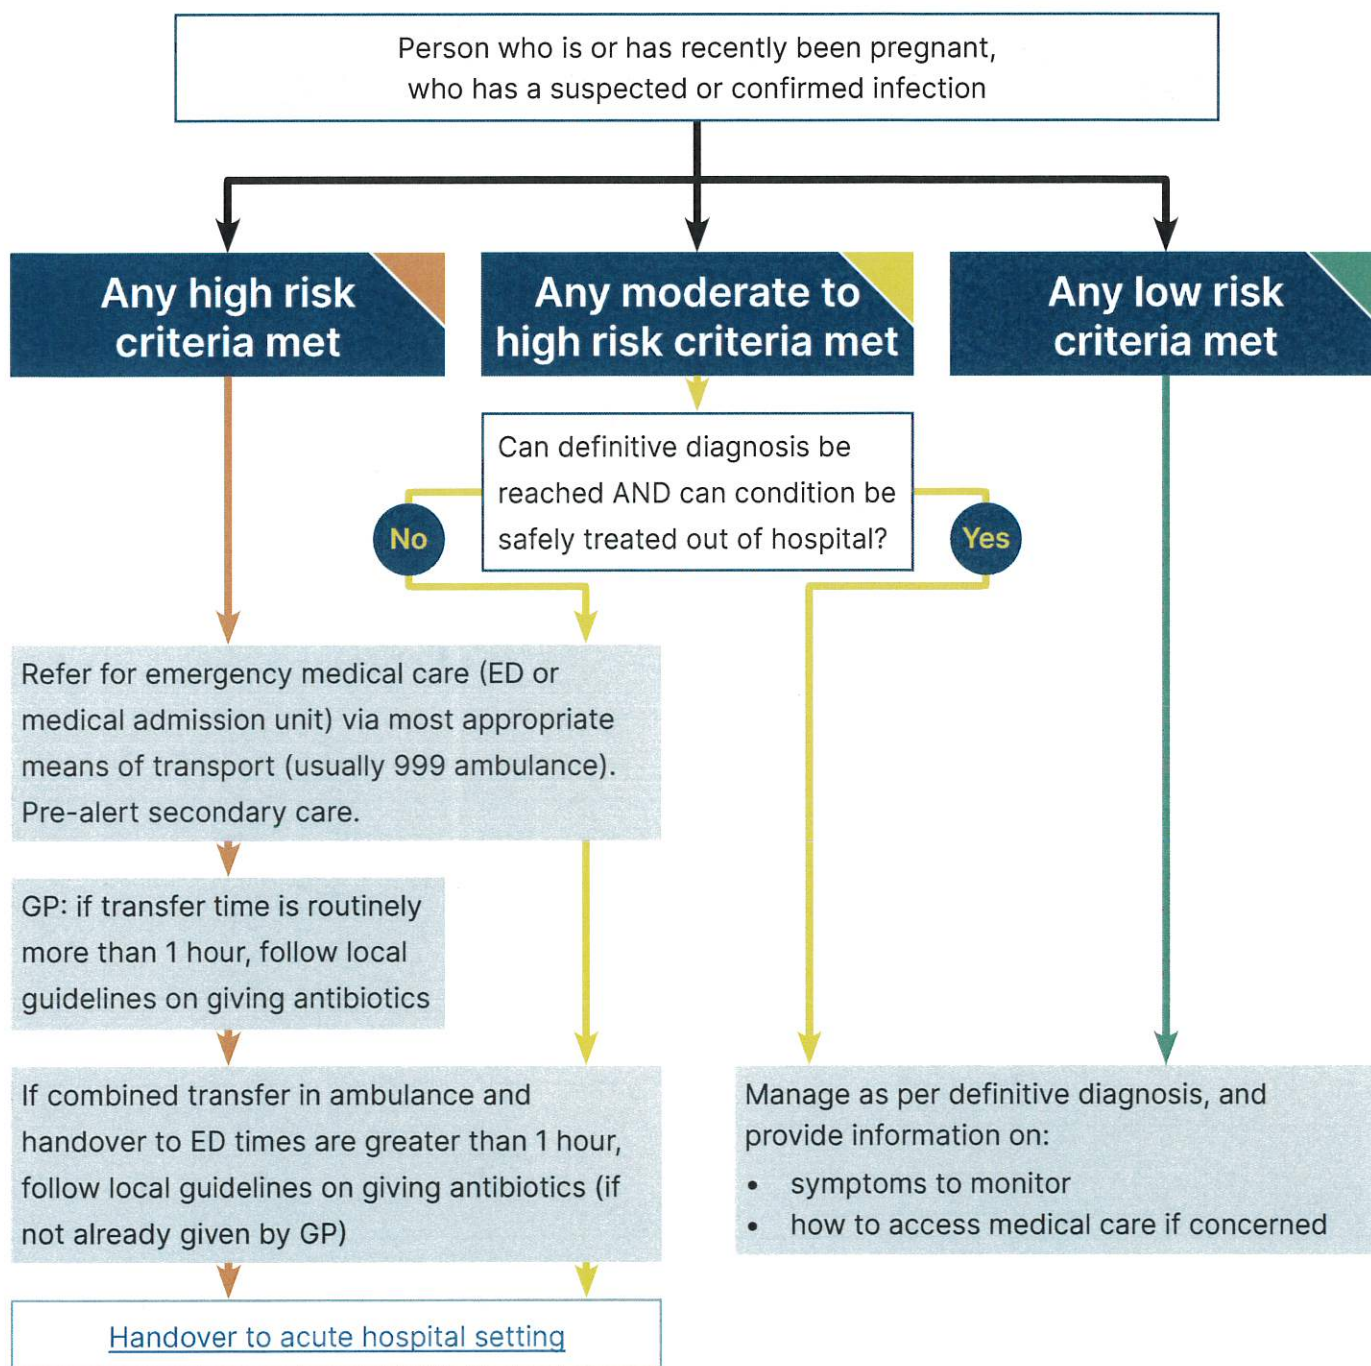 Person who is or has recently been pregnant,
who has a suspected or confirmed infection
Any high risk
criteria met
Any moderate to
high risk criteria met
Any low risk
criteria met
Can definitive diagnosis be
reached AND can condition be
safely treated out of hospital?
No
Yes
Refer for emergency medical care (ED or
medical admission unit) via most appropriate
means of transport (usually 999 ambulance).
Pre-alert secondary care.
GP: if transfer time is routinely
more than 1 hour, follow local
guidelines on giving antibiotics
If combined transfer in ambulance and
handover to ED times are greater than 1 hour,
follow local guidelines on giving antibiotics (if
not already given by GP)
Manage as per definitive diagnosis, and
provide information on:
• symptoms to monitor
• how to access medical care if concerned
Handover to acute hospital setting